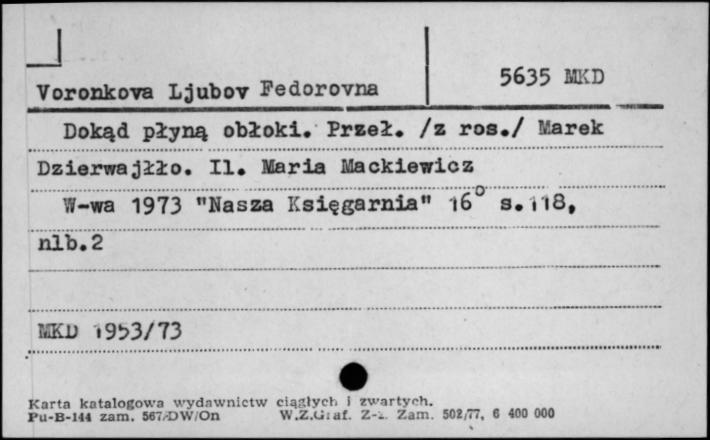 Voronkova Ljubov Fedorovna 5635 MKD
Dokąd płyną obłoki. Przeł. /z ros./ Marek
Dzierwajłło. Il. Maria Mackiewicz
W-wa 1973 "Nasza Księgarnia" 16° s.118,
nlb.2
MKD 1953/73
Karta katalogowa wydawnictw ciągłych i zwartych.
Pu-B-144 zam. 567/DW/On W.Z.Graf. Zam. 502/77, 6 400 000